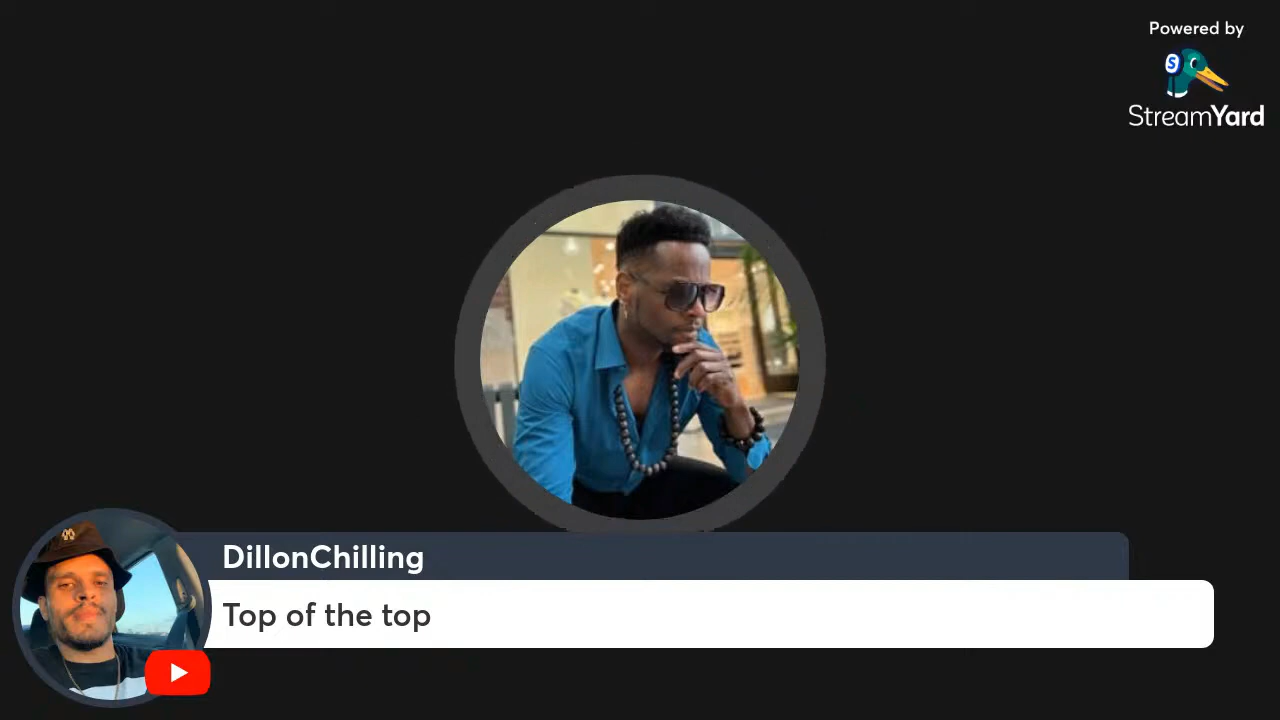 Powered by
S
StreamYard
DillonChilling
Top of the top